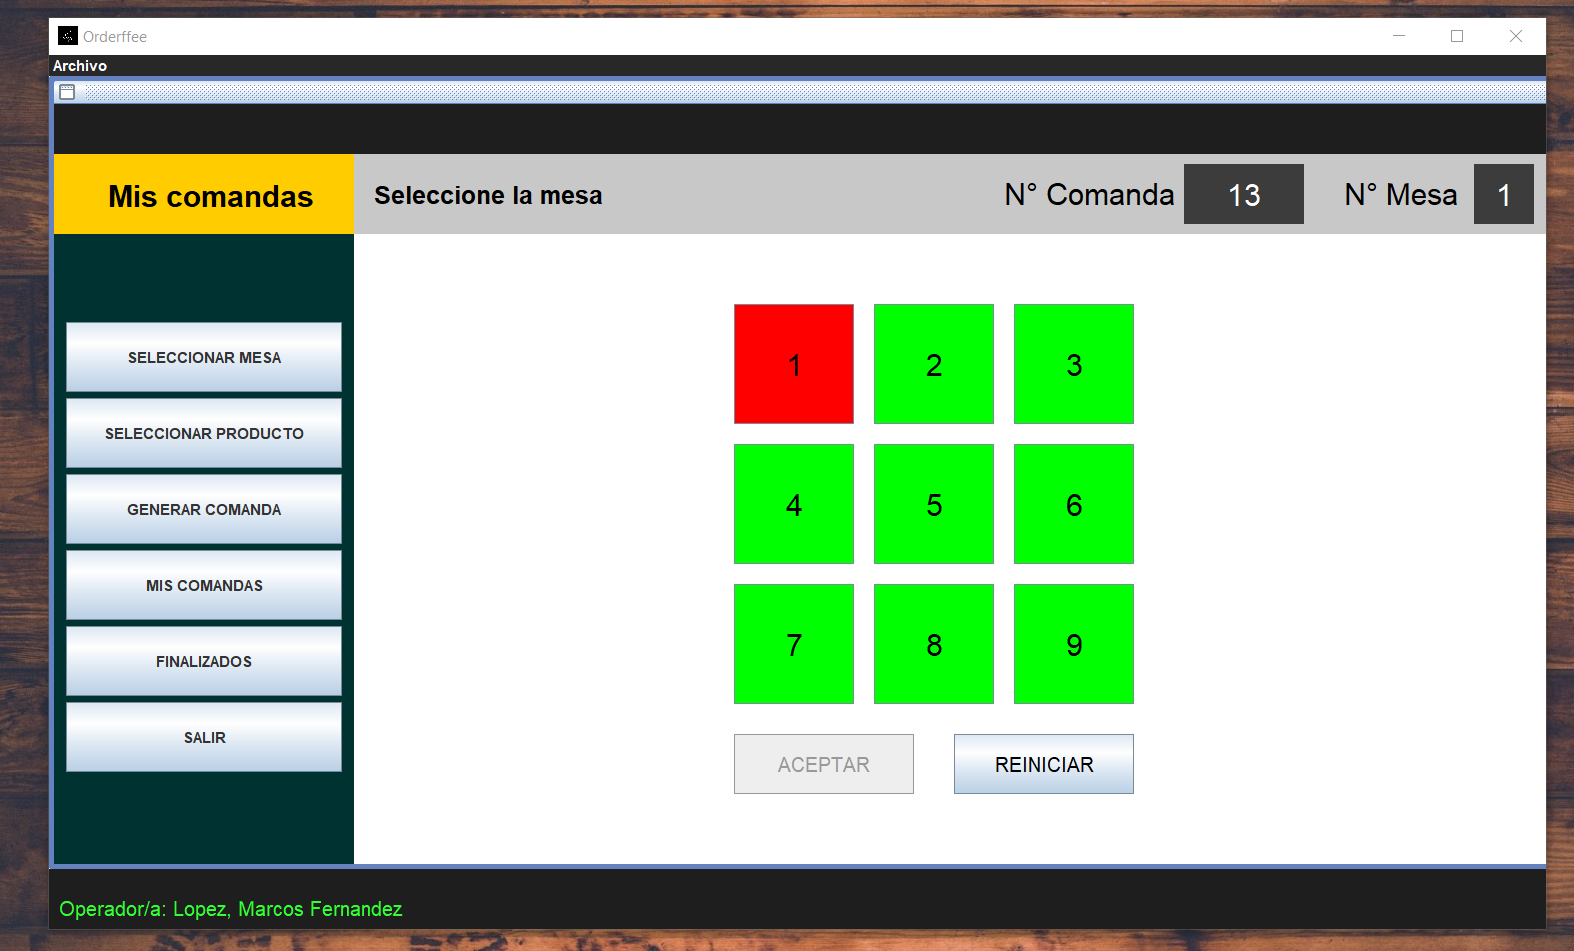 Orderffee
Archivo
Mis comandas
Seleccione la mesa
N° Comanda 13
N° Mesa 1
SELECCIONAR MESA
SELECCIONAR PRODUCTO
GENERAR COMANDA
MIS COMANDAS
FINALIZADOS
SALIR
1 2 3
4 5 6
7 8 9
ACEPTAR REINICIAR
Operador/a: Lopez, Marcos Fernandez